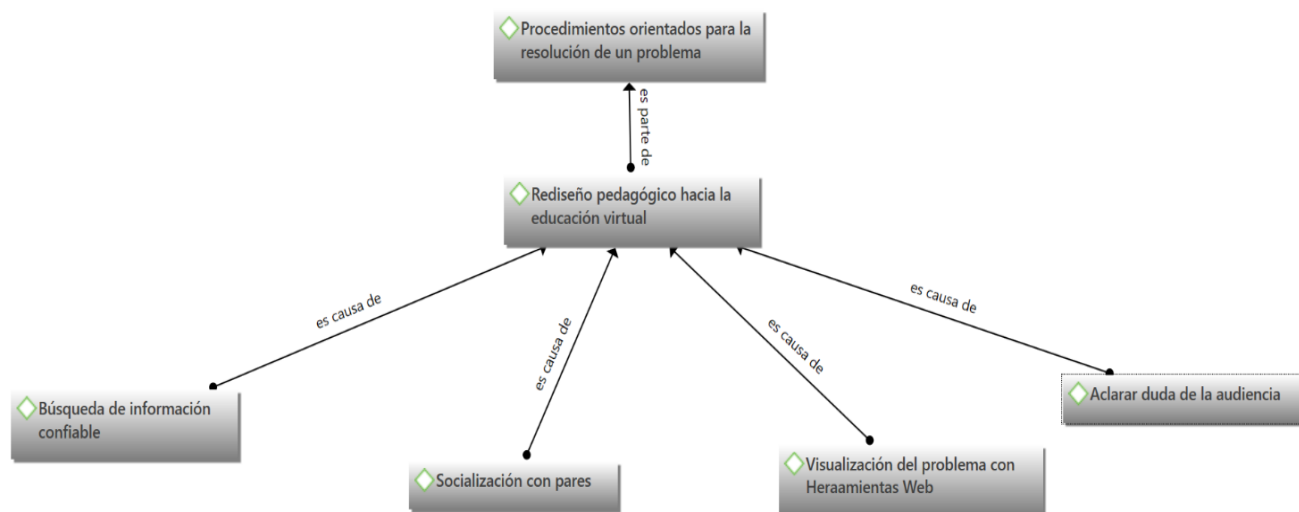 Procedimientos orientados para la
resolución de un problema
es parte de
Rediseño pedagógico hacia la
educación virtual
es causa de
es causa de
es causa de
es causa de
Búsqueda de información
confiable
Socialización con pares
Visualización del problema con
Heraamientas Web
Aclarar duda de la audiencia